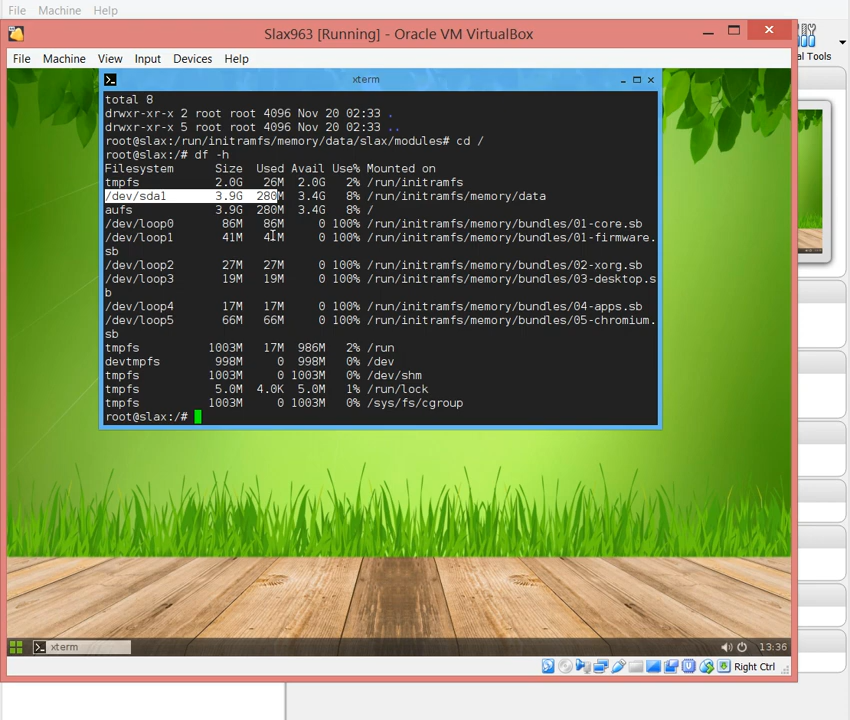 File Machine Help
Slax963 [Running] - Oracle VM VirtualBox
File Machine View Input Devices Help
al Tools
xterm
total 8
drwxr-xr-x 2 root root 4096 Nov 20 02:33 .
drwxr-xr-x 5 root root 4096 Nov 20 02:33 ..
root@slax:/run/initramfs/memory/data/slax/modules# cd /
root@slax:/# df -h
Filesystem Size Used Avail Use% Mounted on
tmpfs 2.0G 26M 2.0G 2% /run/initramfs
/dev/sda1 3.9G 280M 3.4G 8% /run/initramfs/memory/data
aufs 3.9G 280M 3.4G 8% /
/dev/loop0 86M 86M 0 100% /run/initramfs/memory/bundles/01-core.sb
/dev/loop1 41M 41M 0 100% /run/initramfs/memory/bundles/01-firmware.
sb
/dev/loop2 27M 27M 0 100% /run/initramfs/memory/bundles/02-xorg.sb
/dev/loop3 19M 19M 0 100% /run/initramfs/memory/bundles/03-desktop.s
b
/dev/loop4 17M 17M 0 100% /run/initramfs/memory/bundles/04-apps.sb
/dev/loop5 66M 66M 0 100% /run/initramfs/memory/bundles/05-chromium.
sb
tmpfs 1003M 17M 986M 2% /run
devtmpfs 998M 0 998M 0% /dev
tmpfs 1003M 0 1003M 0% /dev/shm
tmpfs 5.0M 4.0K 5.0M 1% /run/lock
tmpfs 1003M 0 1003M 0% /sys/fs/cgroup
root@slax:/#
xterm
13:36
Right Ctrl